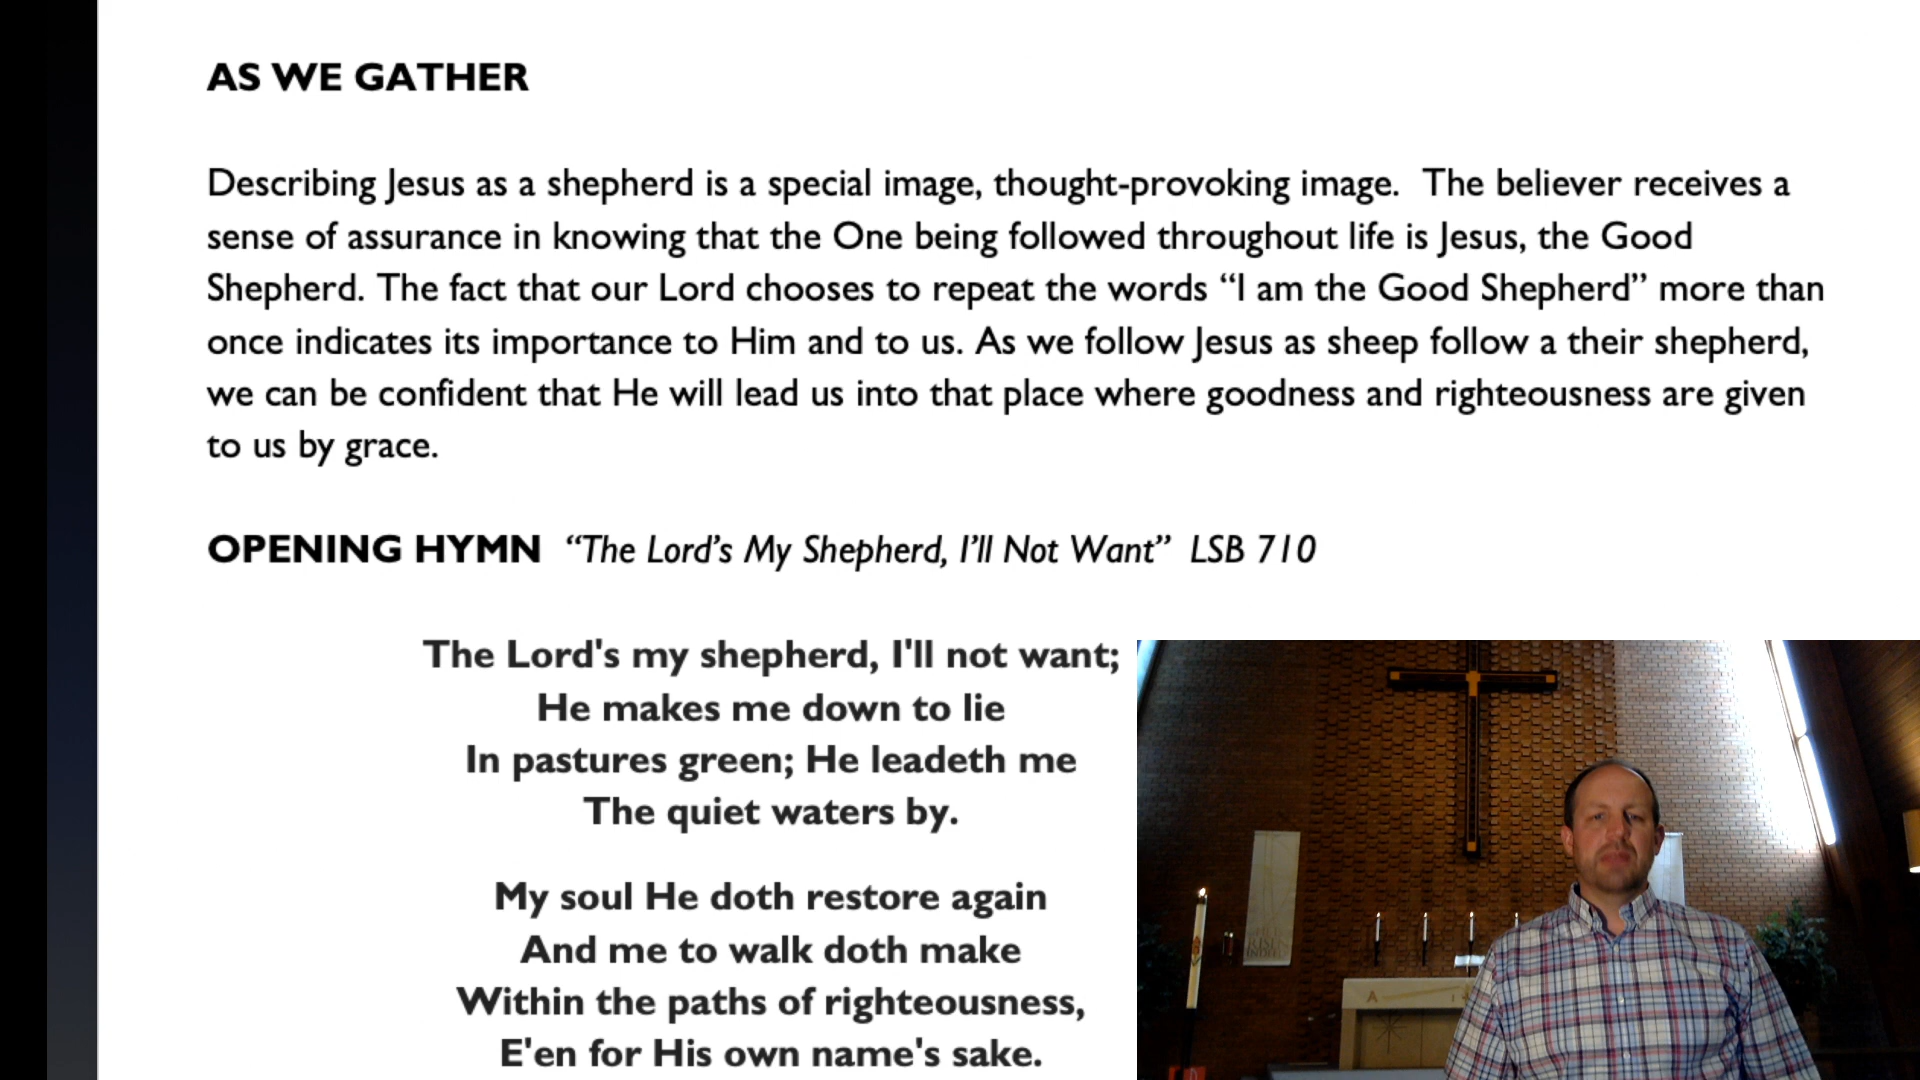 AS WE GATHER
Describing Jesus as a shepherd is a special image, thought-provoking image.  The believer receives a
sense of assurance in knowing that the One being followed throughout life is Jesus, the Good
Shepherd. The fact that our Lord chooses to repeat the words “I am the Good Shepherd” more than
once indicates its importance to Him and to us. As we follow Jesus as sheep follow a their shepherd,
we can be confident that He will lead us into that place where goodness and righteousness are given
to us by grace.
OPENING HYMN  “The Lord’s My Shepherd, I’ll Not Want”  LSB 710
The Lord's my shepherd, I'll not want;
He makes me down to lie
In pastures green; He leadeth me
The quiet waters by.
My soul He doth restore again
And me to walk doth make
Within the paths of righteousness,
E'en for His own name's sake.
RISEN
INDEED
A